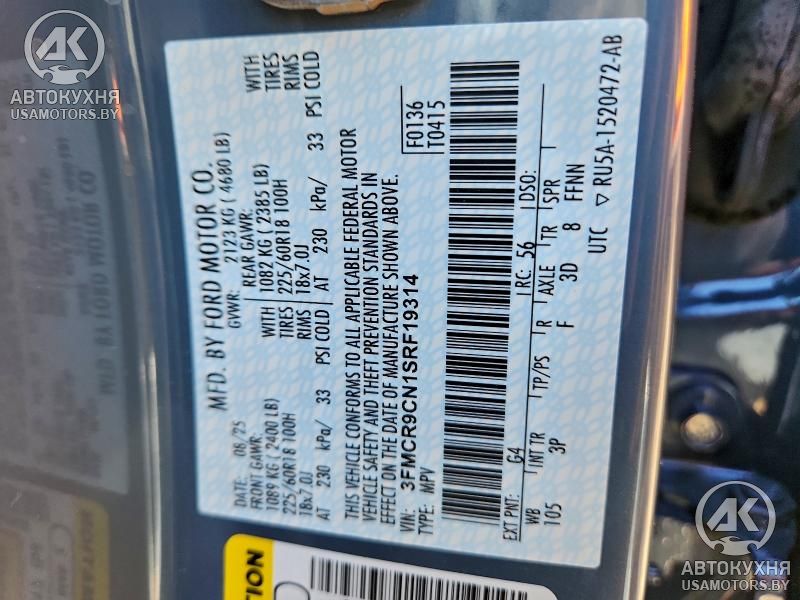 MFD. BY FORD MOTOR CO.
DATE: 08/25 GVWR: 2123 KG ( 4680 LB)
FRONT GAWR: REAR GAWR: WITH
1089 KG ( 2400 LB) 1082 KG ( 2385 LB) TIRES
225/60R18 100H TIRES 225/60R18 100H RIMS
18x7.0J RIMS 18x7.0J
AT 230 kPa/ 33 PSI COLD AT 230 kPa/ 33 PSI COLD
THIS VEHICLE CONFORMS TO ALL APPLICABLE FEDERAL MOTOR
VEHICLE SAFETY AND THEFT PREVENTION STANDARDS IN
EFFECT ON THE DATE OF MANUFACTURE SHOWN ABOVE.
VIN: 3FMCR9CN1SRF19314
TYPE: MPV
F0136
T0415
EXT PNT: G4 RC: 56 DSO:
WB INT TR TP/PS R AXLE TR SPR
105 3P F 3D 8 FFNN
UTC ▽ RU5A-1520472-AB
AK
АВТОКУХНЯ
USAMOTORS.BY
AK
АВТОКУХНЯ
USAMOTORS.BY